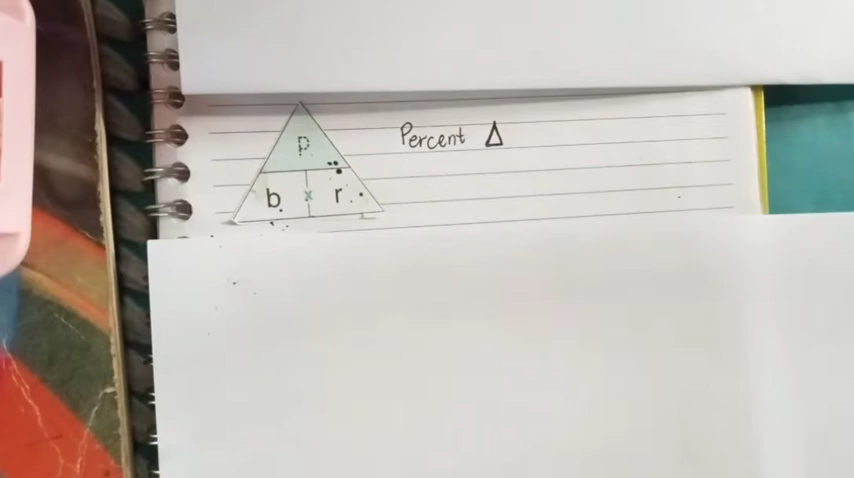 P
Percent Δ
b x r